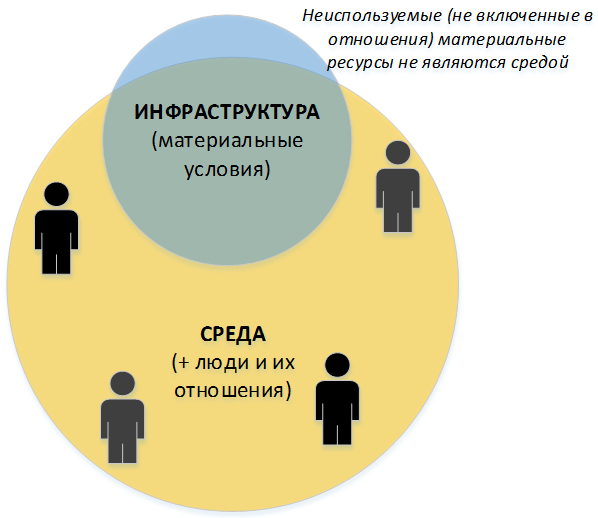 Неиспользуемые (не включенные в
отношения) материальные
ресурсы не являются средой
ИНФРАСТРУКТУРА
(материальные
условия)
СРЕДА
(+ люди и их
отношения)